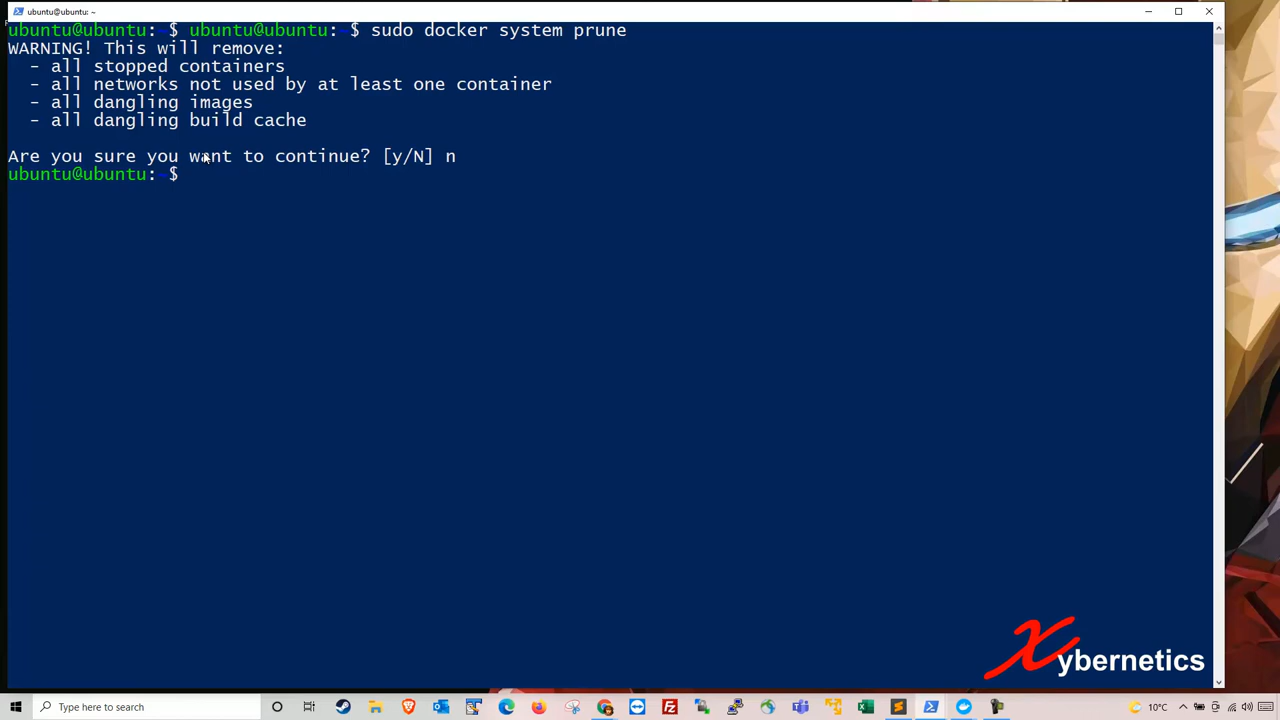 ubuntu@ubuntu: ~
ubuntu@ubuntu:~$ ubuntu@ubuntu:~$ sudo docker system prune
WARNING! This will remove:
- all stopped containers
- all networks not used by at least one container
- all dangling images
- all dangling build cache
Are you sure you want to continue? [y/N] n
ubuntu@ubuntu:~$
Xybernetics
Type here to search
10°C